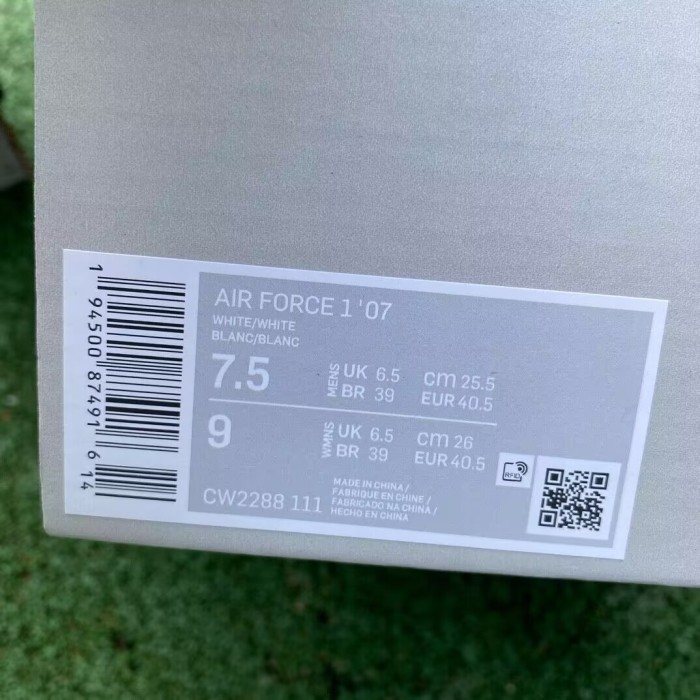 AIR FORCE 1 '07
WHITE/WHITE
BLANC/BLANC
7.5 MENS UK 6.5 cm 25.5
BR 39 EUR 40.5
9 WMNS UK 6.5 cm 26
BR 39 EUR 40.5
CW2288 111
MADE IN CHINA /
FABRIQUE EN CHINE /
FABRICADO NA CHINA /
HECHO EN CHINA
RFID
1 94500 87491 6 14